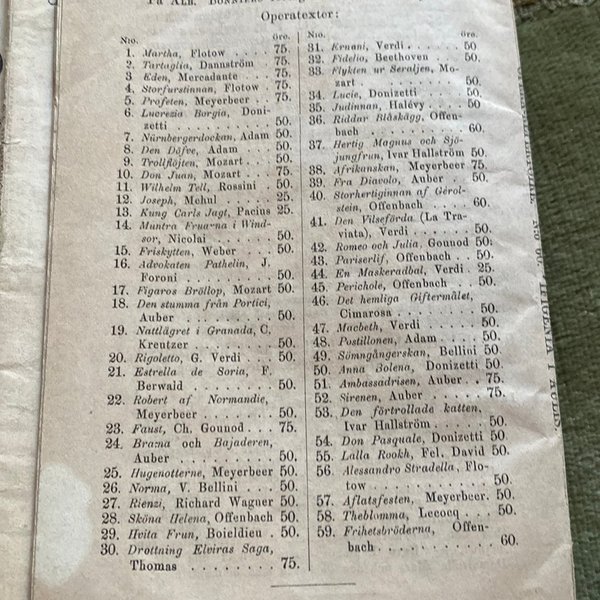 På Alb. Bonniers
Operatexter:
N:o. öre.
1. Martha, Flotow . . . . 75.
2. Tartaglia, Dannström 75.
3 Eden, Mercadante . . . 75.
4. Storfurstinnan, Flotow . 75.
5. Profeten, Meyerbeer . . 75.
6. Lucrezia Borgia, Doni-
zetti . . . . . . . . . . 50.
7. Nürnbergerdockan, Adam 50.
8. Den Döfve, Adam . . . 50.
9. Trollflöjten, Mozart . . 50.
10. Don Juan, Mozart . . . 75.
11. Wilhelm Tell, Rossini . 50.
12. Joseph, Mehul . . . . 25.
13. Kung Carls Jagt, Pacius 25.
14. Muntra Fruarna i Wind-
sor, Nicolai . . . . . . 50.
15. Friskytten, Weber . . . 50.
16. Advokaten Pathelin, J.
Foroni . . . . . . . . . 50.
17. Figaros Bröllop, Mozart 50.
18. Den stumma från Portici,
Auber . . . . . . . . . 50.
19. Nattlägret i Granada, C.
Kreutzer . . . . . . . . 50.
20. Rigoletto, G. Verdi . . . 50.
21. Estrella de Soria, F.
Berwald . . . . . . . . 50.
22. Robert af Normandie,
Meyerbeer . . . . . . . 50.
23. Faust, Ch. Gounod . . . 75.
24. Brama och Bajaderen,
Auber . . . . . . . . . 50.
25. Hugenotterne, Meyerbeer 50.
26. Norma, V. Bellini . . . 50.
27. Rienzi, Richard Wagner 50.
28. Sköna Helena, Offenbach 50.
29. Hvita Frun, Boieldieu . 50.
30. Drottning Elviras Saga,
Thomas . . . . . . . . 75.
N:o. öre.
31. Ernani, Verdi . . . . . . 50
32. Fidelio, Beethoven . . . 50.
33. Flykten ur Seraljen, Mo-
zart . . . . . . . . . . 50.
34. Lucie, Donizetti . . . . 50.
35. Judinnan, Halévy . . . 50.
36. Riddar Blåskägg, Offen-
bach . . . . . . . . . . 60.
37. Hertig Magnus och Sjö-
jungfrun, Ivar Hallström 50.
38. Afrikanskan, Meyerbeer 75.
39. Fra Diavolo, Auber . . 50.
40. Storhertiginnan af Gerol-
stein, Offenbach . . . . 60.
41. Den Vilseförda (La Tra-
viata), Verdi . . . . . . 50.
42. Romeo och Julia, Gounod 50:
43. Pariserlif, Offenbach . . 50.
44. En Maskeradbal, Verdi . 25.
45. Perichole, Offenbach . . 50.
46. Det hemliga Giftermålet,
Cimarosa . . . . . . . . 50.
47. Macbeth, Verdi . . . . 50.
48. Postillonen, Adam . . . 50.
49. Sömngångerskan, Bellini 50.
50. Anna Bolena, Donizetti 50.
51. Ambassadrisen, Auber . . 75.
52. Sirenen, Auber . . . . 75.
53. Den förtrollade katten,
Ivar Hallström . . . . . 50.
54. Don Pasquale, Donizetti 50.
55. Lalla Rookh, Fel. David 50.
56. Alessandro Stradella, Flo-
tow . . . . . . . . . . 50.
57. Aflatsfesten, Meyerbeer. 50.
58. Theblomma, Lecocq . . 50.
59. Frihetsbröderna, Offen-
bach . . . . . . . . . . 60.
IFIGENIA I AULIS.